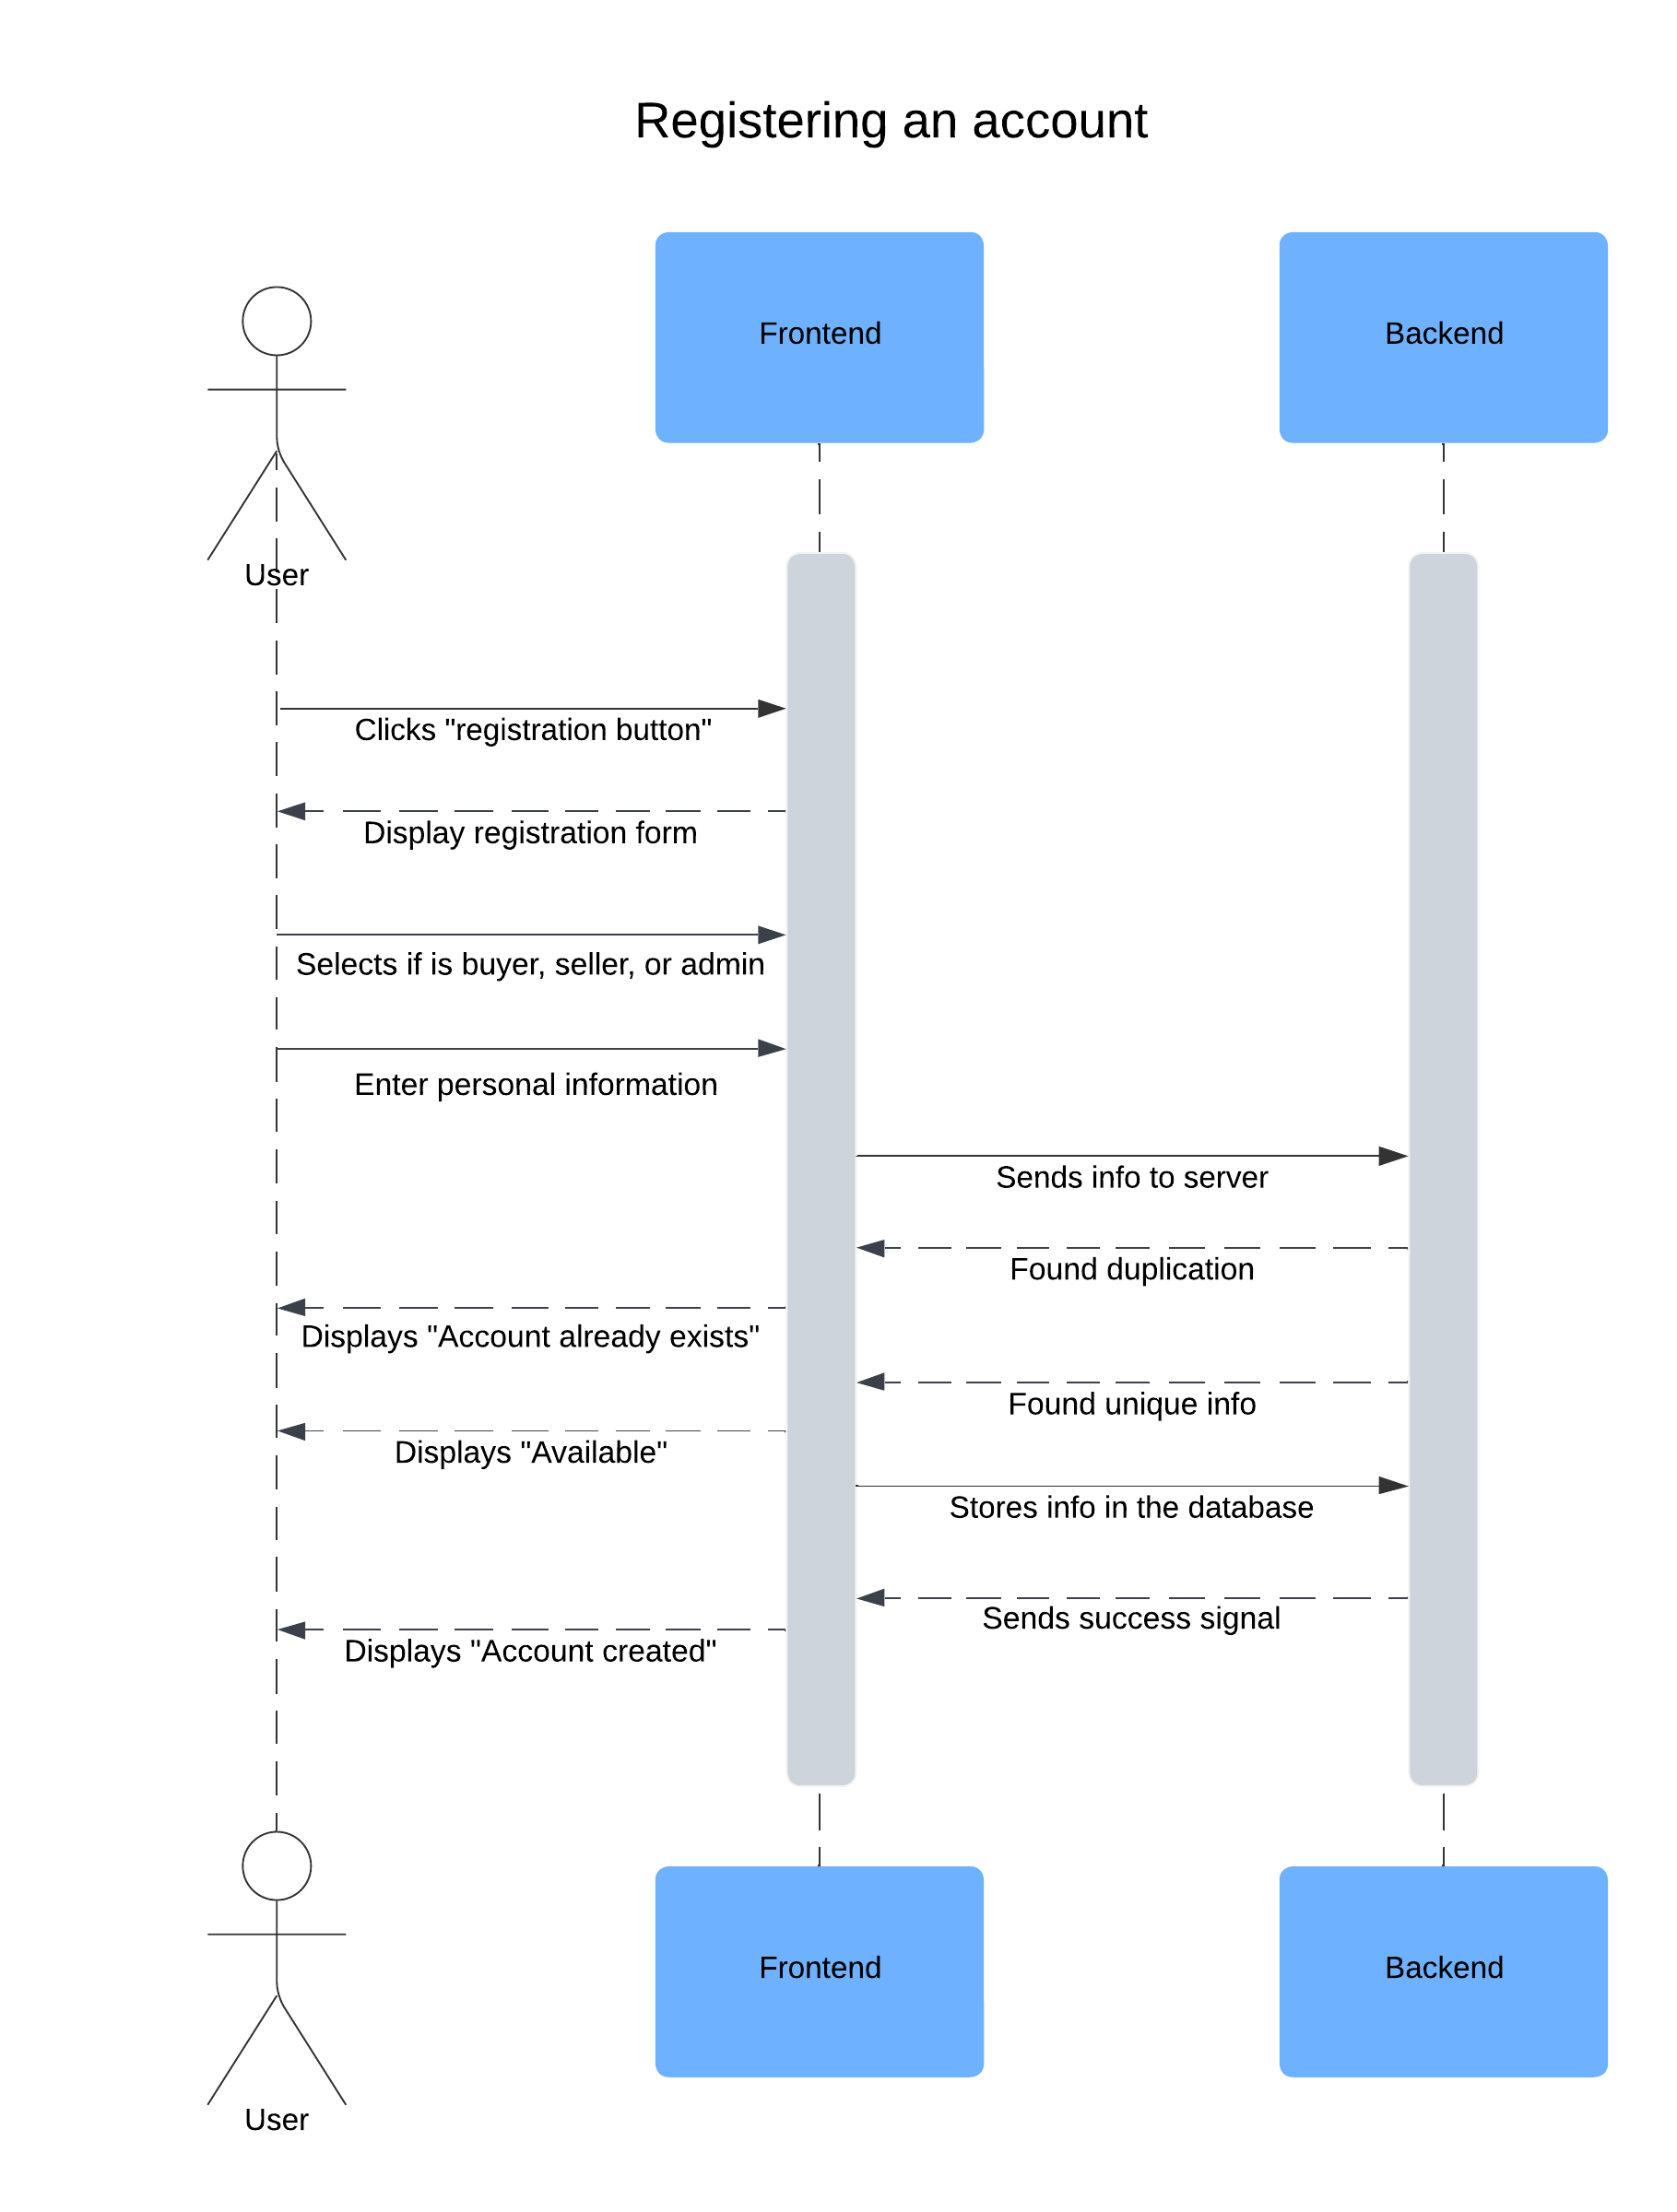 Registering an account
Frontend
Backend
User
Clicks "registration button"
Display registration form
Selects if is buyer, seller, or admin
Enter personal information
Sends info to server
Found duplication
Displays "Account already exists"
Found unique info
Displays "Available"
Stores info in the database
Sends success signal
Displays "Account created"
Frontend
Backend
User